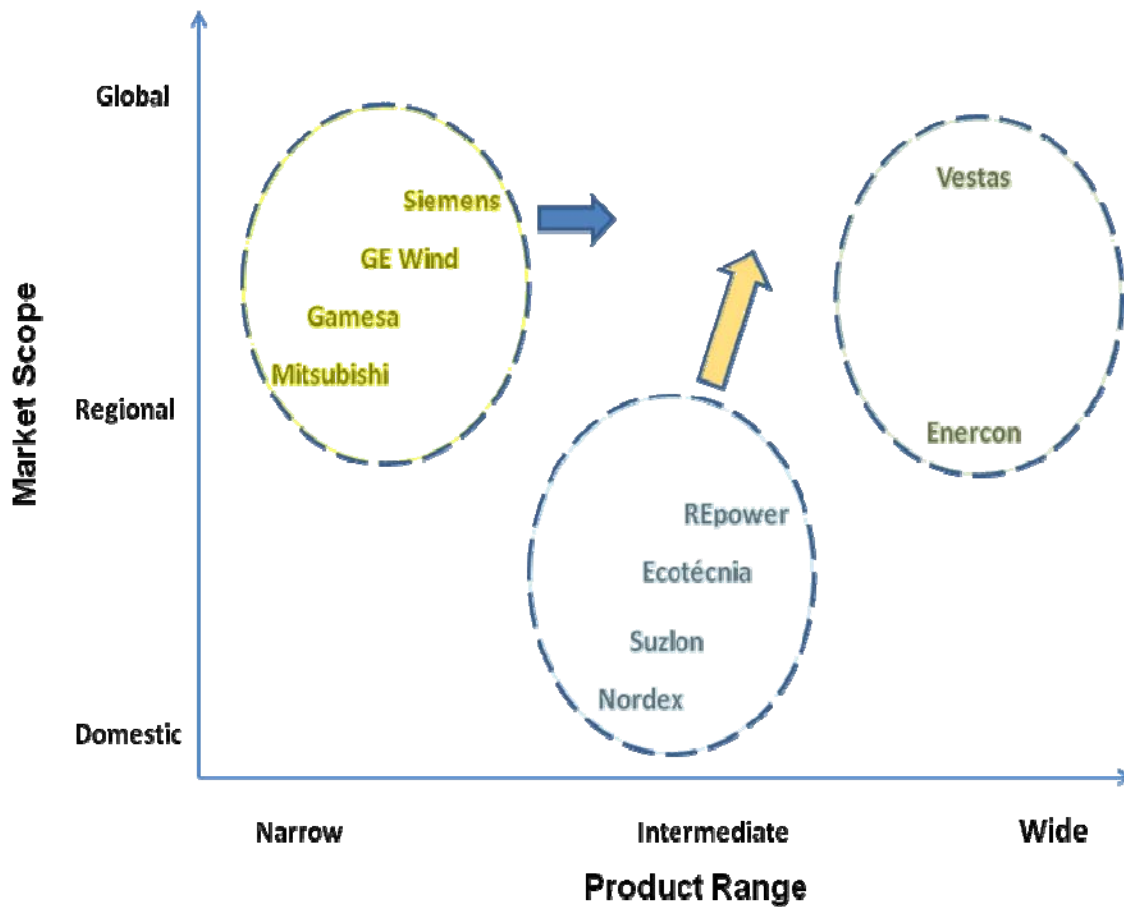 Global
Vestas
Siemens
GE Wind
Gamesa
Mitsubishi
Regional
Enercon
REpower
Ecotécnia
Suzlon
Nordex
Domestic
Market Scope
Narrow
Intermediate
Wide
Product Range